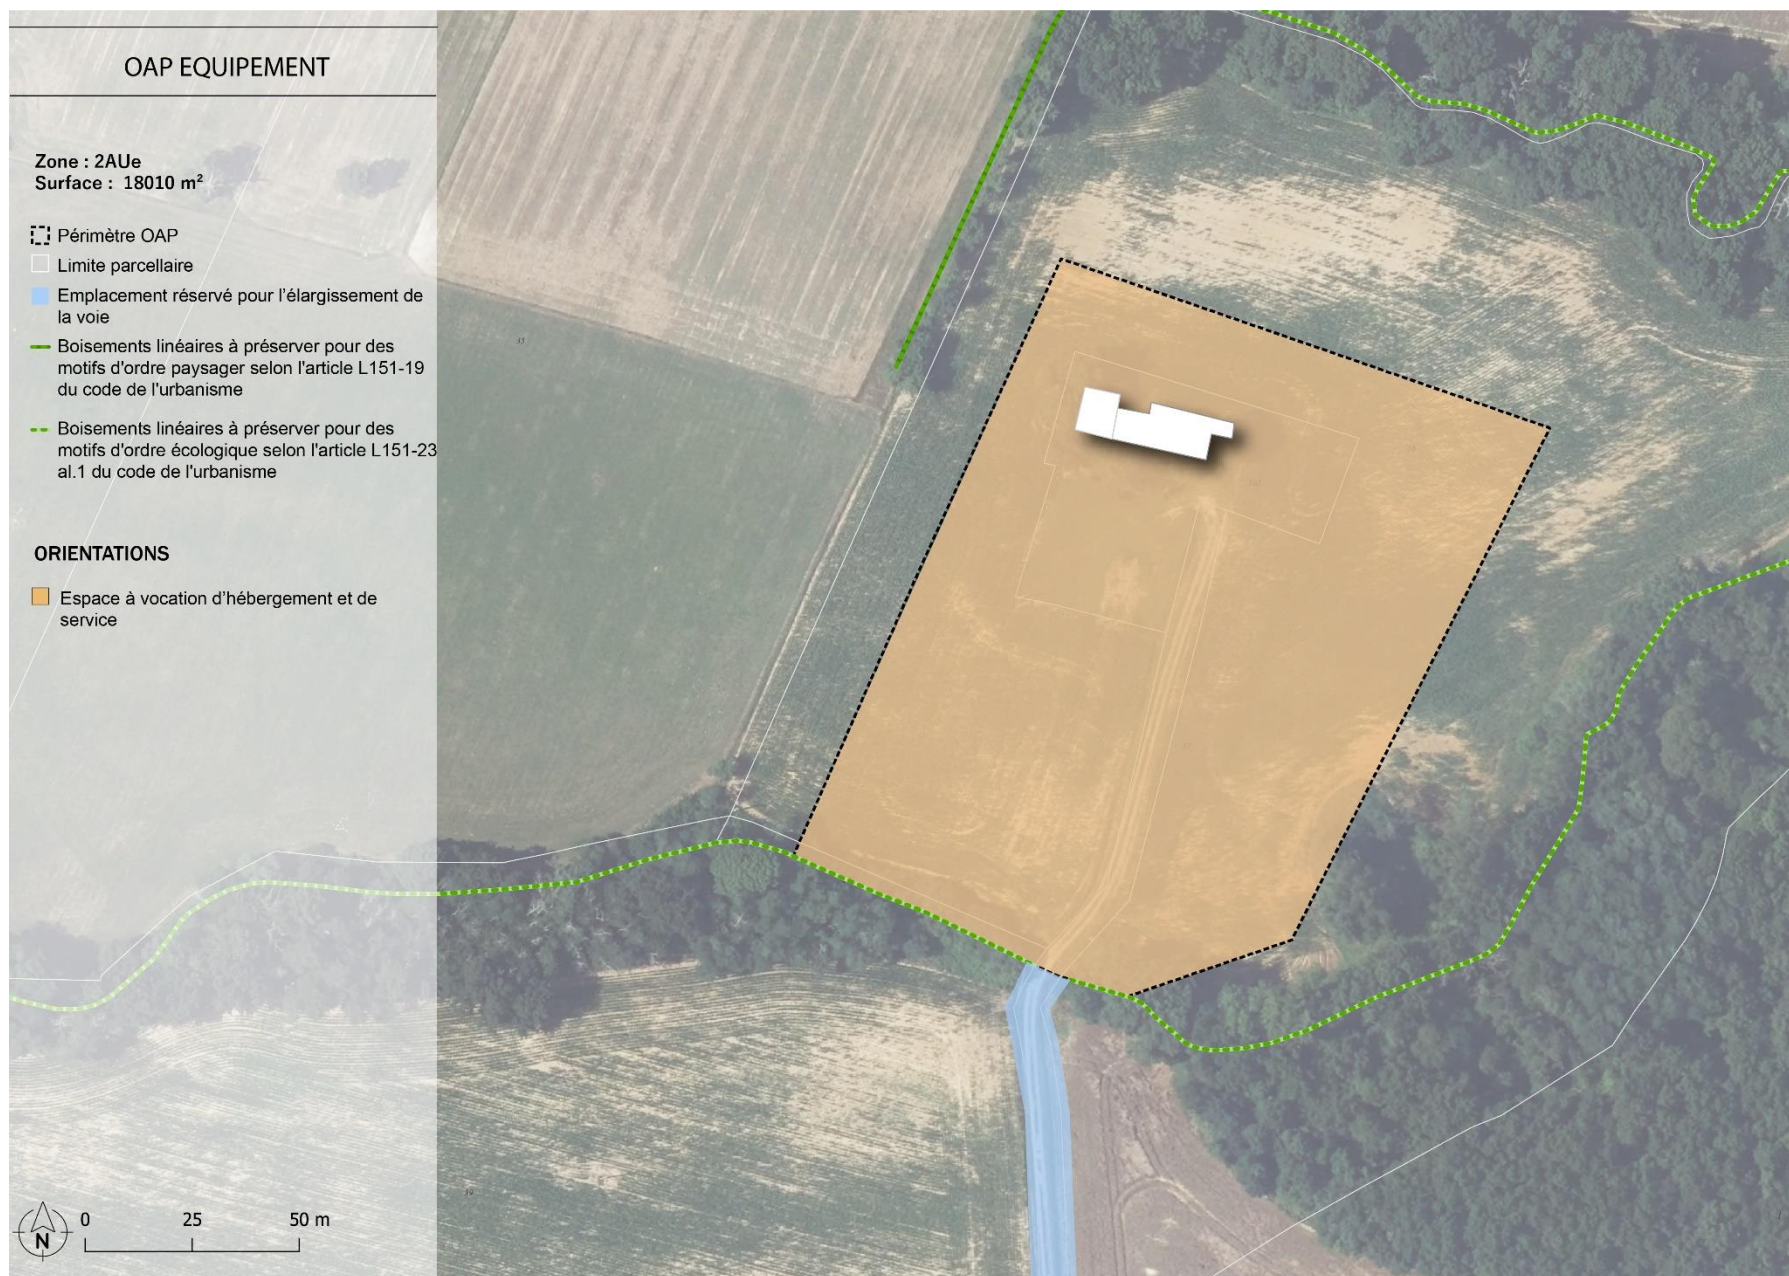 OAP EQUIPEMENT
Zone : 2AUe
Surface : 18010 m²
Périmètre OAP
Limite parcellaire
Emplacement réservé pour l'élargissement de
la voie
Boisements linéaires à préserver pour des
motifs d'ordre paysager selon l'article L151-19
du code de l'urbanisme
Boisements linéaires à préserver pour des
motifs d'ordre écologique selon l'article L151-23
al.1 du code de l'urbanisme
ORIENTATIONS
Espace à vocation d'hébergement et de
service
N
0 25 50 m